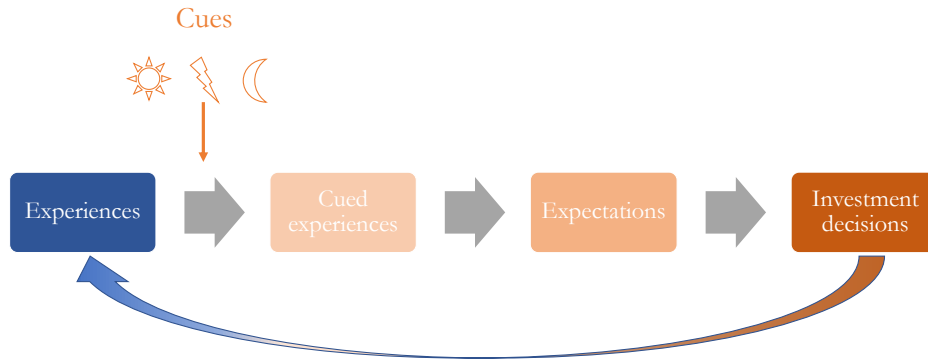 Cues
Experiences
Cued
experiences
Expectations
Investment
decisions